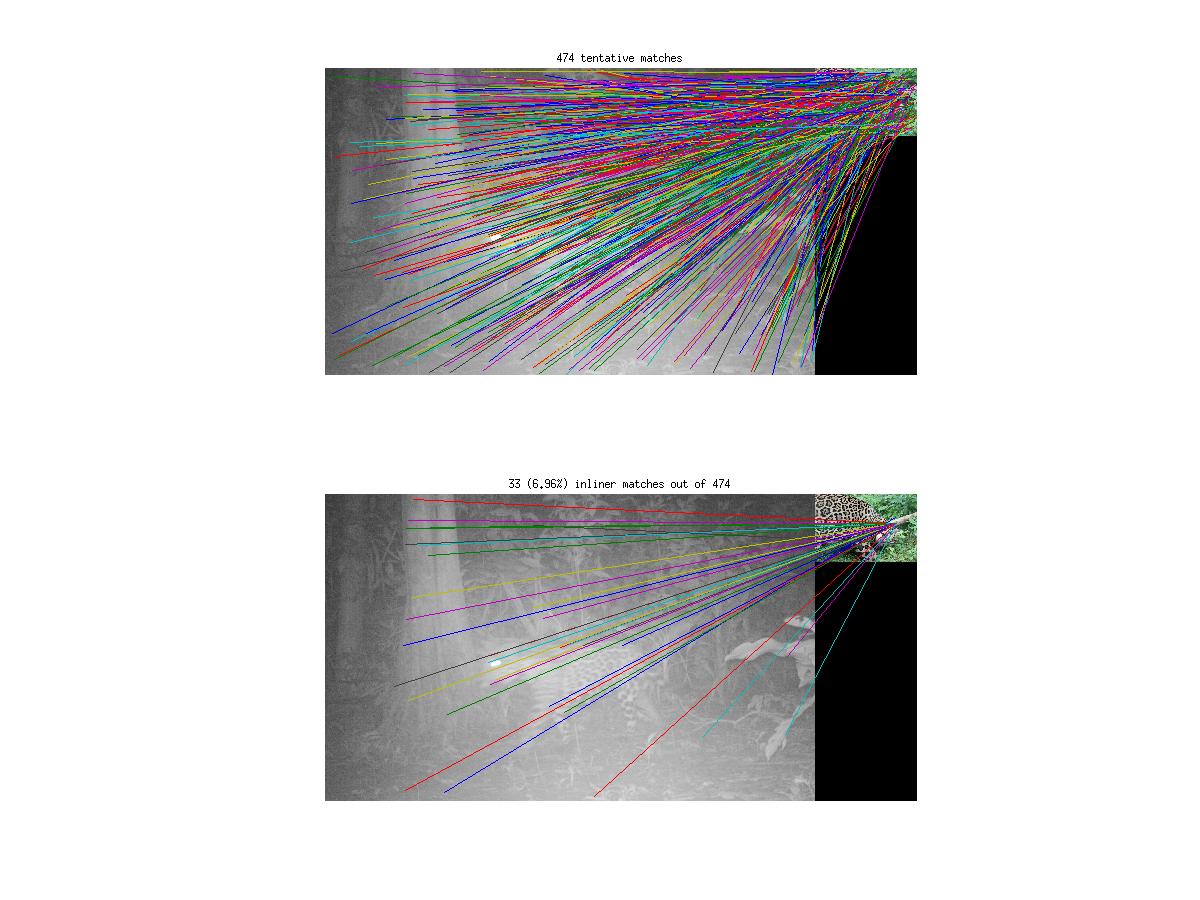 474 tentative matches
33 (6.96%) inliner matches out of 474